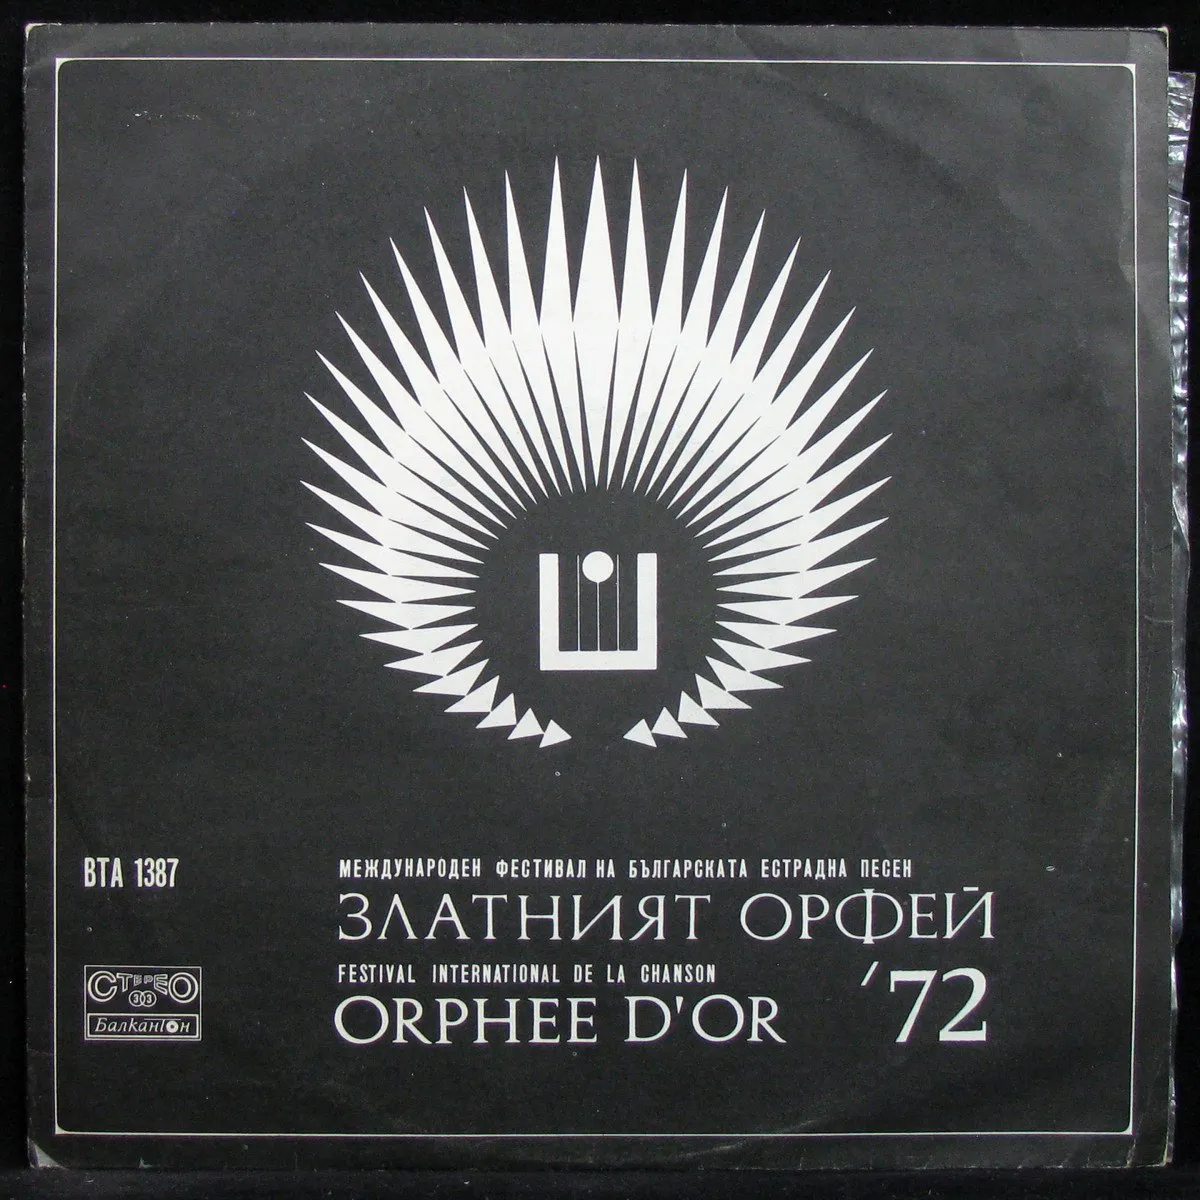 ВТА 1387
МЕЖДУНАРОДЕН ФЕСТИВАЛ НА БЪЛГАРСКАТА ЕСТРАДНА ПЕСЕН
ЗЛАТНИЯТ ОРФЕЙ
FESTIVAL INTERNATIONAL DE LA CHANSON
ORPHEE D'OR '72
СТЕРЕО
33
Балкантон